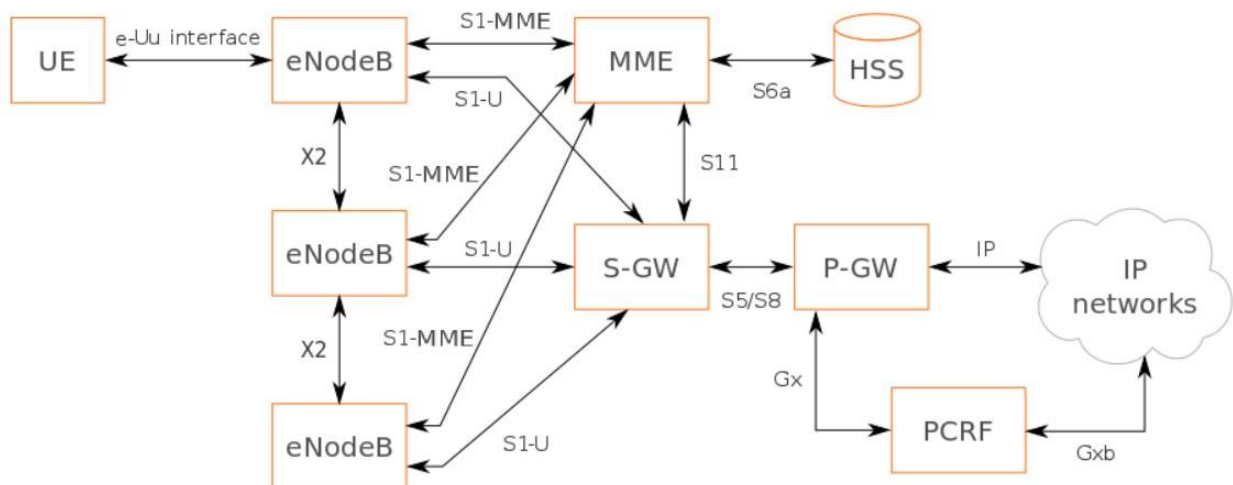 S1-MME
e-Uu interface
UE
eNodeB
MME
HSS
S1-U
S6a
X2
S1-MME
S11
eNodeB
S1-U
S-GW
P-GW
IP
IP
networks
S5/S8
X2
S1-MME
Gx
eNodeB
S1-U
PCRF
Gxb